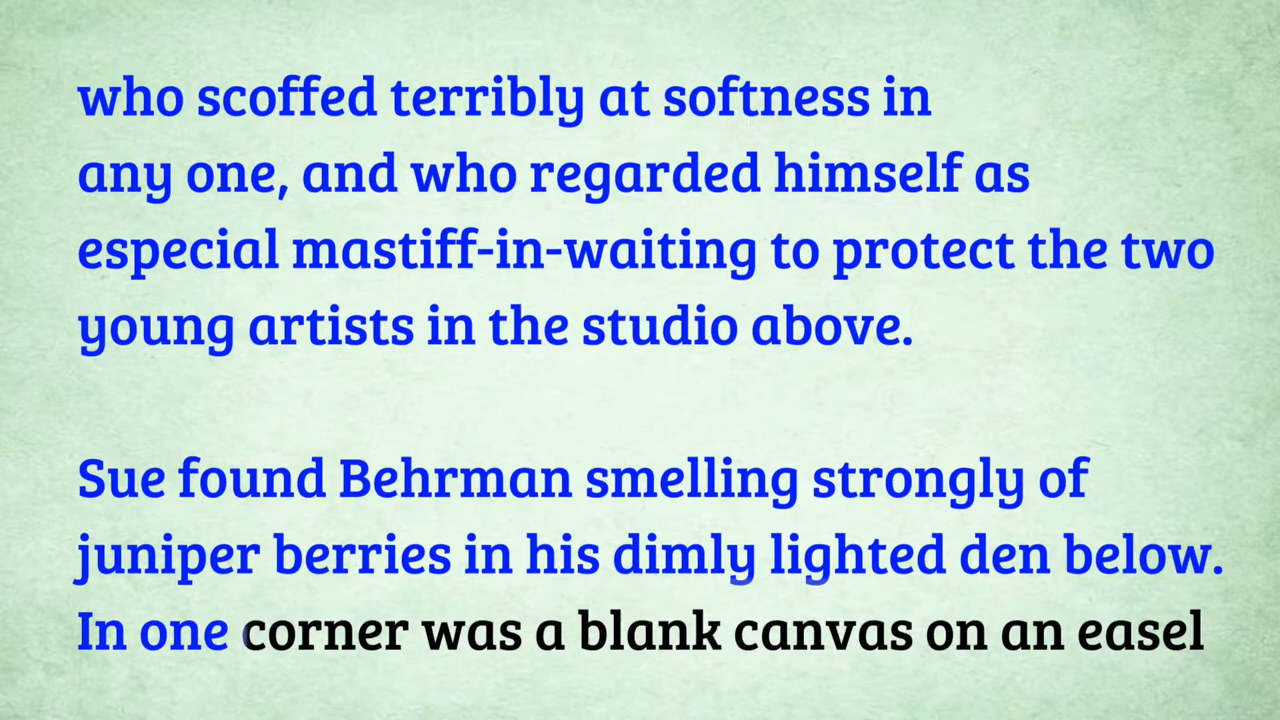 who scoffed terribly at softness in
any one, and who regarded himself as
especial mastiff-in-waiting to protect the two
young artists in the studio above.
Sue found Behrman smelling strongly of
juniper berries in his dimly lighted den below.
In one corner was a blank canvas on an easel